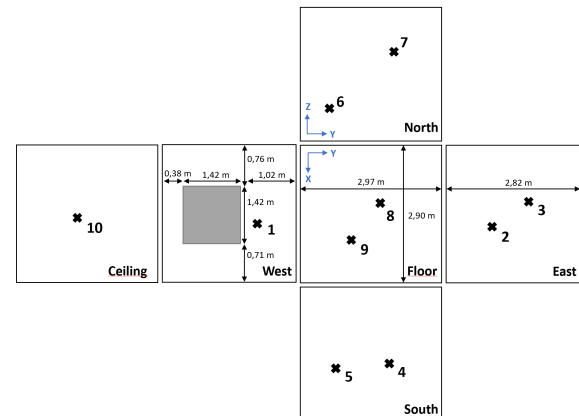 7
Z
6
Y
North
0,76 m
Y
0,38 m
1,42 m
1,02 m
X
2,97 m
2,82 m
1,42 m
8
3
10
1
2,90 m
2
9
0,71 m
Ceiling
West
Floor
East
5
4
South